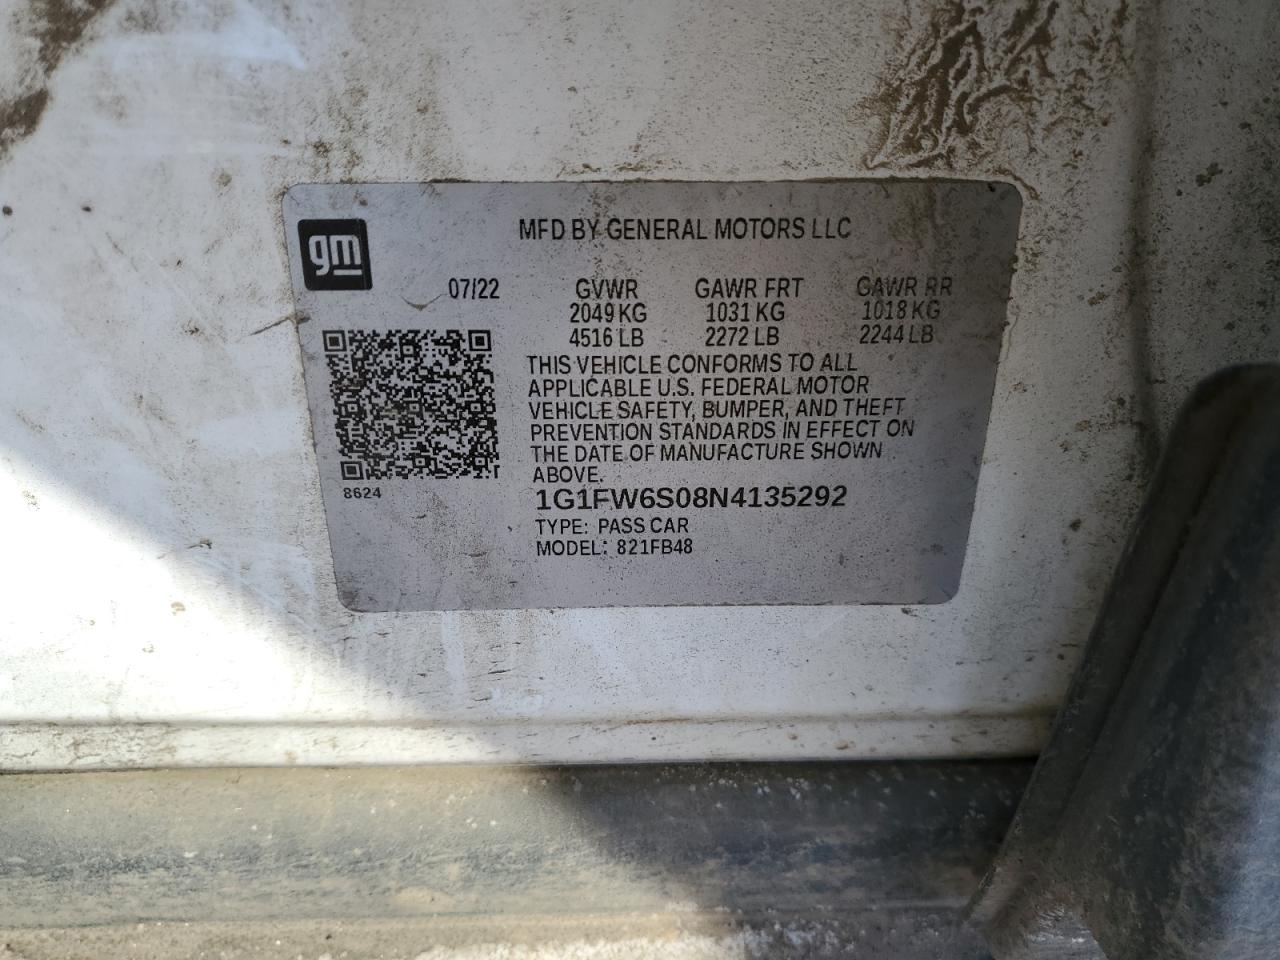 gm
MFD BY GENERAL MOTORS LLC
07/22 GVWR GAWR FRT GAWR RR
2049 KG 1031 KG 1018 KG
4516 LB 2272 LB 2244 LB
THIS VEHICLE CONFORMS TO ALL
APPLICABLE U.S. FEDERAL MOTOR
VEHICLE SAFETY, BUMPER, AND THEFT
PREVENTION STANDARDS IN EFFECT ON
THE DATE OF MANUFACTURE SHOWN
ABOVE.
8624
1G1FW6S08N4135292
TYPE: PASS CAR
MODEL: 821FB48